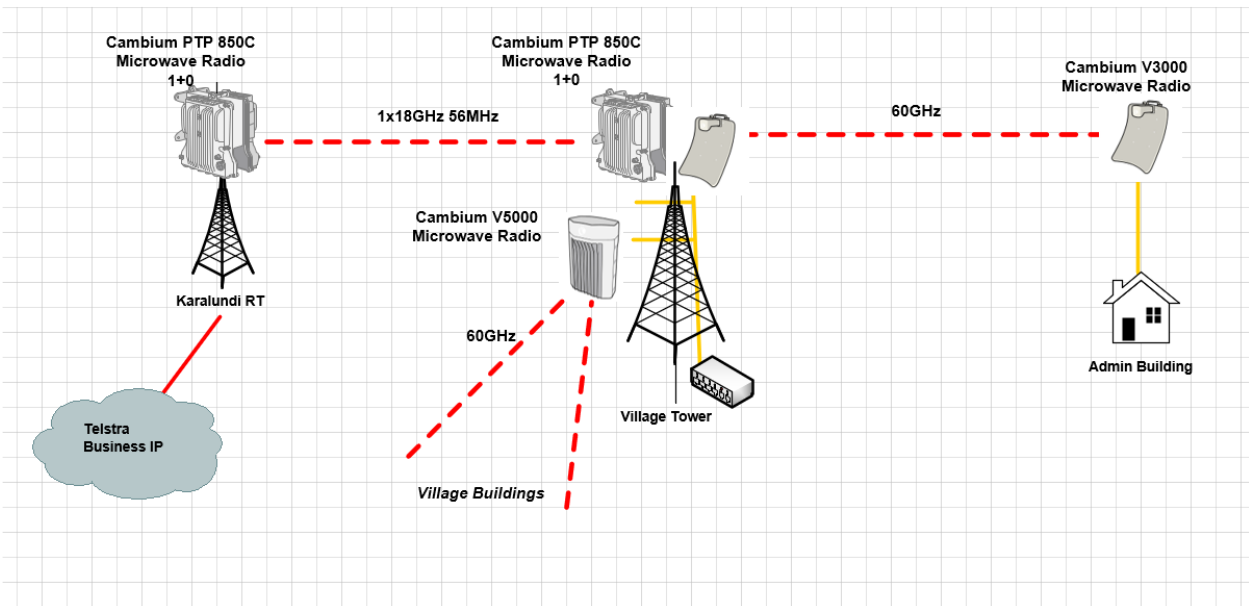 Cambium PTP 850C
Microwave Radio
1+0
Cambium PTP 850C
Microwave Radio
1+0
Cambium V3000
Microwave Radio
1x18GHz 56MHz
60GHz
Cambium V5000
Microwave Radio
Karalundi RT
60GHz
Admin Building
Village Tower
Telstra
Business IP
Village Buildings